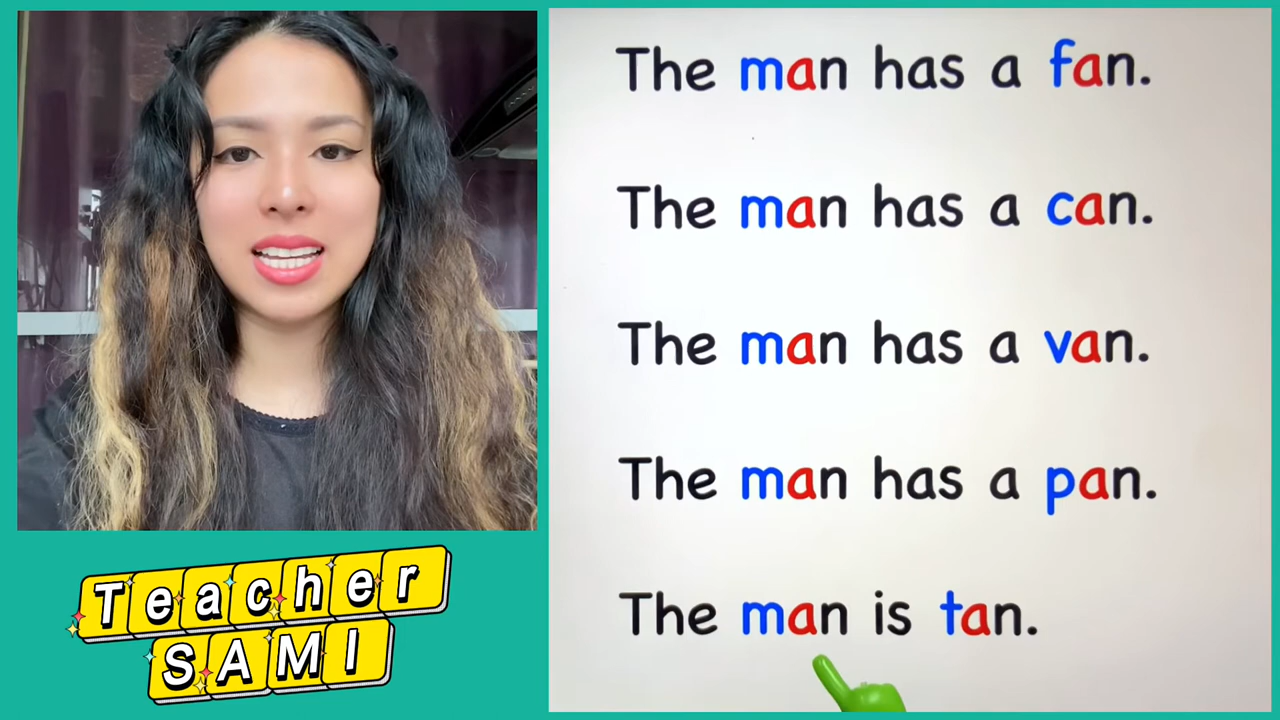 The man has a fan.
The man has a can.
The man has a van.
The man has a pan.
The man is tan.
Teacher
SAMI